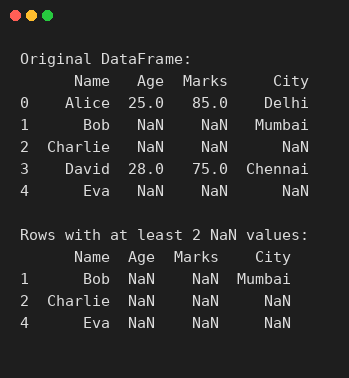 Original DataFrame:
      Name   Age  Marks     City
0    Alice  25.0   85.0    Delhi
1      Bob   NaN    NaN   Mumbai
2  Charlie   NaN    NaN      NaN
3    David  28.0   75.0  Chennai
4      Eva   NaN    NaN      NaN

Rows with at least 2 NaN values:
      Name  Age  Marks    City
1      Bob  NaN    NaN  Mumbai
2  Charlie  NaN    NaN     NaN
4      Eva  NaN    NaN     NaN